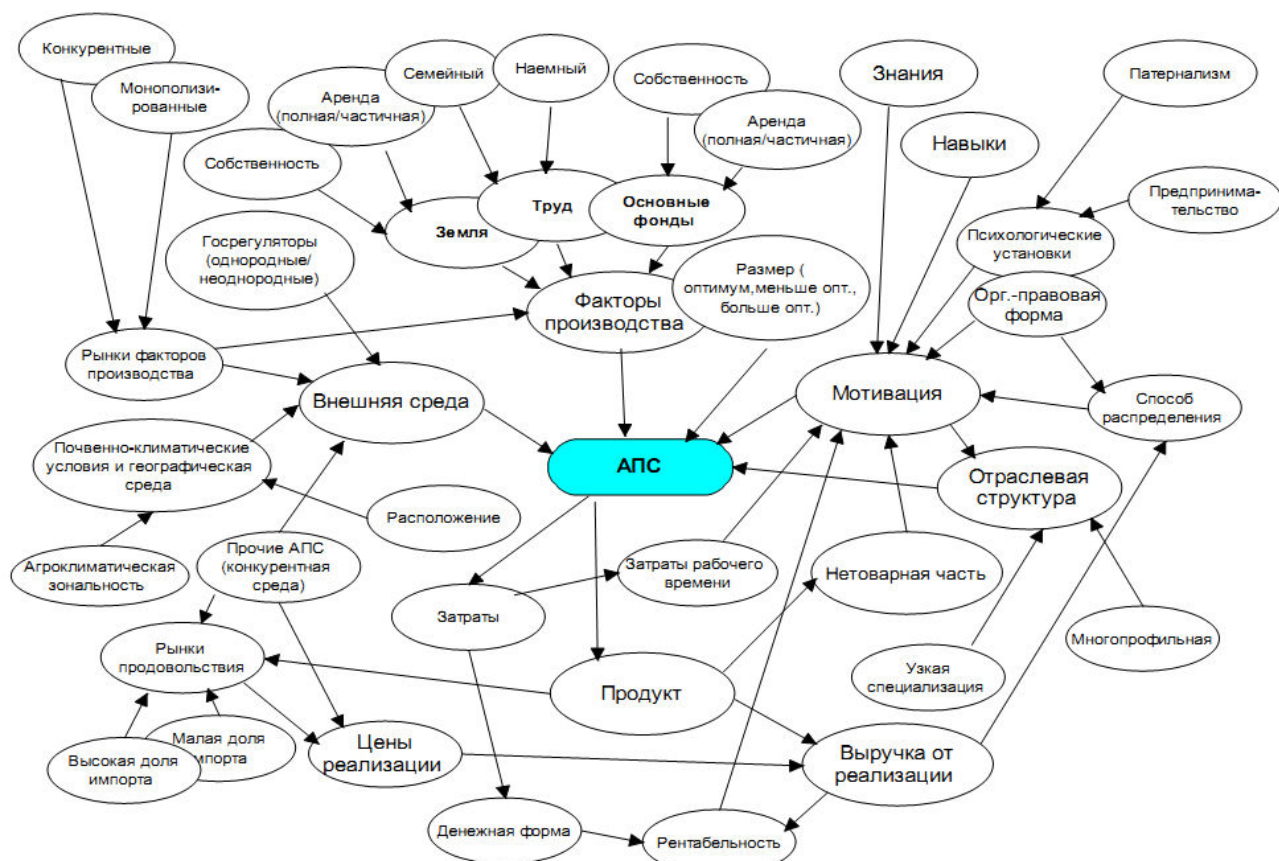 Конкурентные
Монополизи-
рованные
Аренда
(полная/частичная)
Семейный
Наемный
Собственность
Аренда
(полная/частичная)
Знания
Патернализм
Навыки
Собственность
Предпринима-
тельство
Земля
Труд
Основные
фонды
Психологические
установки
Госрегуляторы
(однородные/
неоднородные)
Размер (
оптимум,меньше опт.,
больше опт.)
Факторы
производства
Орг.-правовая
форма
Рынки факторов
производства
Внешняя среда
Мотивация
Способ
распределения
Почвенно-климатические
условия и географическая
среда
АПС
Отраслевая
структура
Расположение
Агроклиматическая
зональность
Прочие АПС
(конкурентная
среда)
Затраты рабочего
времени
Нетоварная часть
Затраты
Многопрофильная
Рынки
продовольствия
Продукт
Узкая
специализация
Малая доля
импорта
Высокая доля
импорта
Цены
реализации
Выручка от
реализации
Денежная форма
Рентабельность